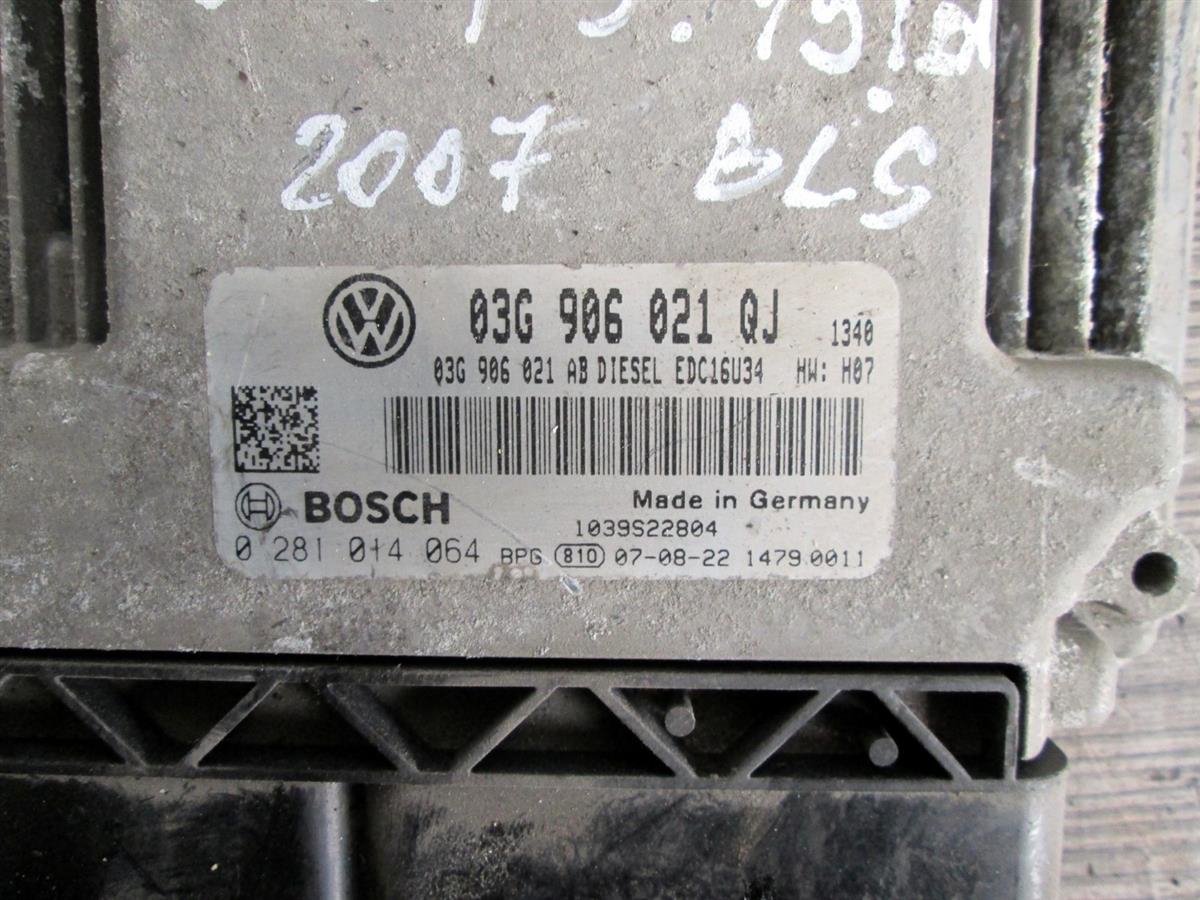 2007 BLS
03G 906 021 QJ 1340
03G 906 021 AB DIESEL EDC16U34 HW: H07
BOSCH Made in Germany
1039S22804
0 281 014 064 BPG 810 07-08-22 1479 0011